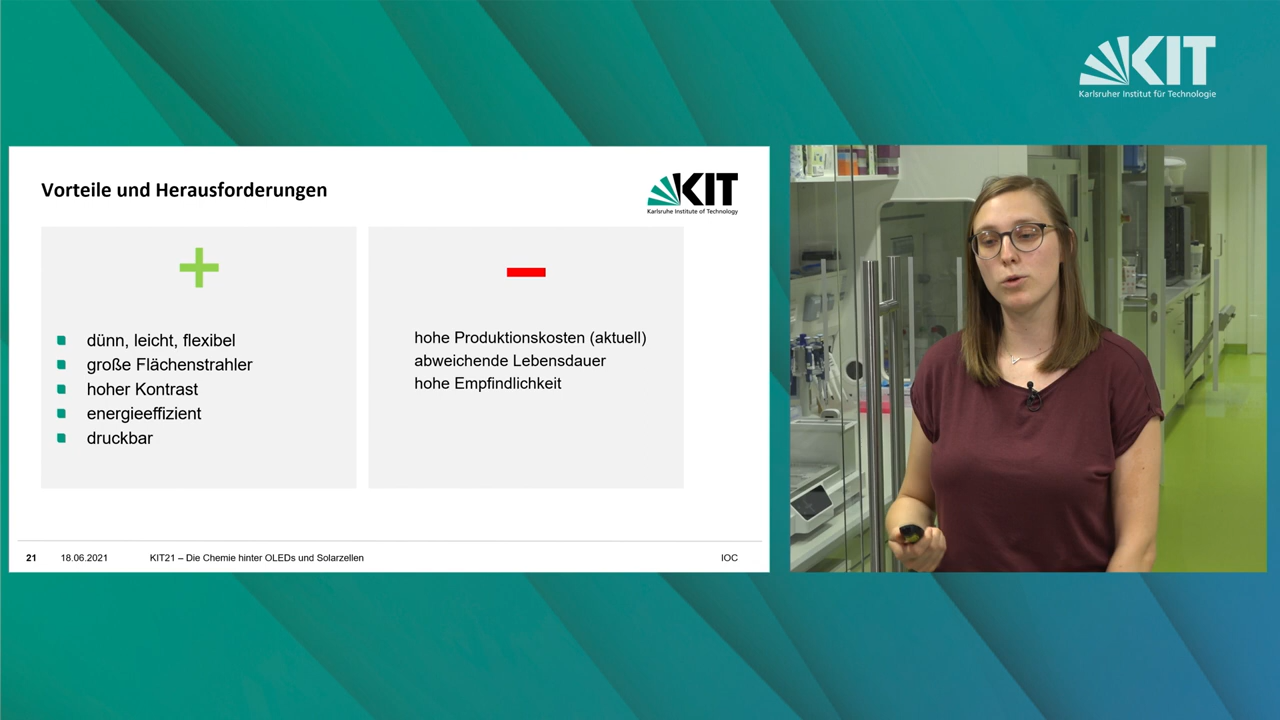 KIT
Karlsruher Institut für Technologie
Vorteile und Herausforderungen
KIT
Karlsruhe Institute of Technology
dünn, leicht, flexibel
große Flächenstrahler
hoher Kontrast
energieeffizient
druckbar
hohe Produktionskosten (aktuell)
abweichende Lebensdauer
hohe Empfindlichkeit
21 18.06.2021 KIT21 – Die Chemie hinter OLEDs und Solarzellen IOC